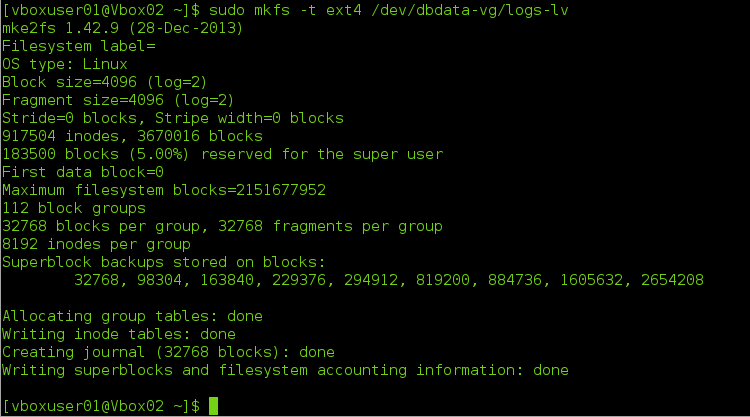 [vboxuser01@Vbox02 ~]$ sudo mkfs -t ext4 /dev/dbdata-vg/logs-lv
mke2fs 1.42.9 (28-Dec-2013)
Filesystem label=
OS type: Linux
Block size=4096 (log=2)
Fragment size=4096 (log=2)
Stride=0 blocks, Stripe width=0 blocks
917504 inodes, 3670016 blocks
183500 blocks (5.00%) reserved for the super user
First data block=0
Maximum filesystem blocks=2151677952
112 block groups
32768 blocks per group, 32768 fragments per group
8192 inodes per group
Superblock backups stored on blocks:
32768, 98304, 163840, 229376, 294912, 819200, 884736, 1605632, 2654208
Allocating group tables: done
Writing inode tables: done
Creating journal (32768 blocks): done
Writing superblocks and filesystem accounting information: done
[vboxuser01@Vbox02 ~]$